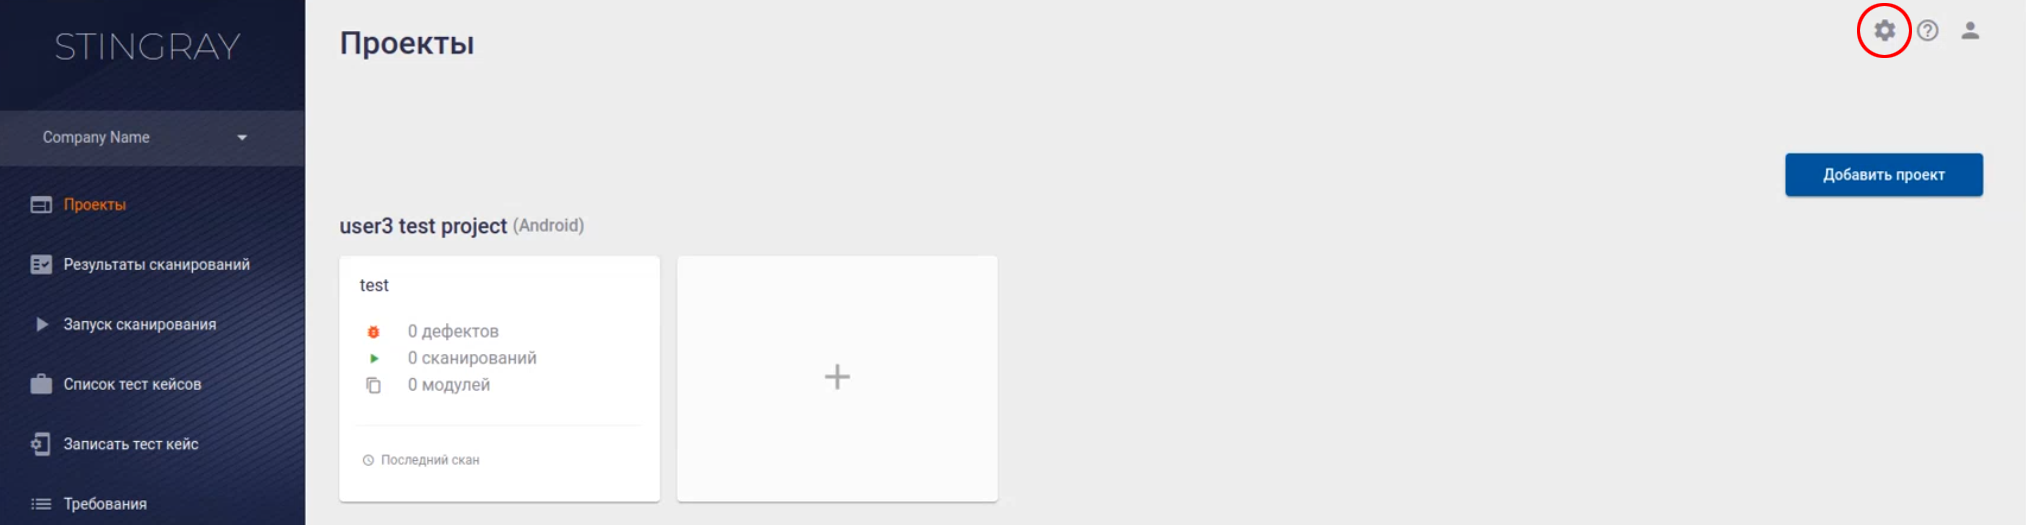 STINGRAY
Company Name
Проекты
Результаты сканирований
Запуск сканирования
Список тест кейсов
Записать тест кейс
Требования
Проекты
Добавить проект
user3 test project (Android)
test
0 дефектов
0 сканирований
0 модулей
Последний скан